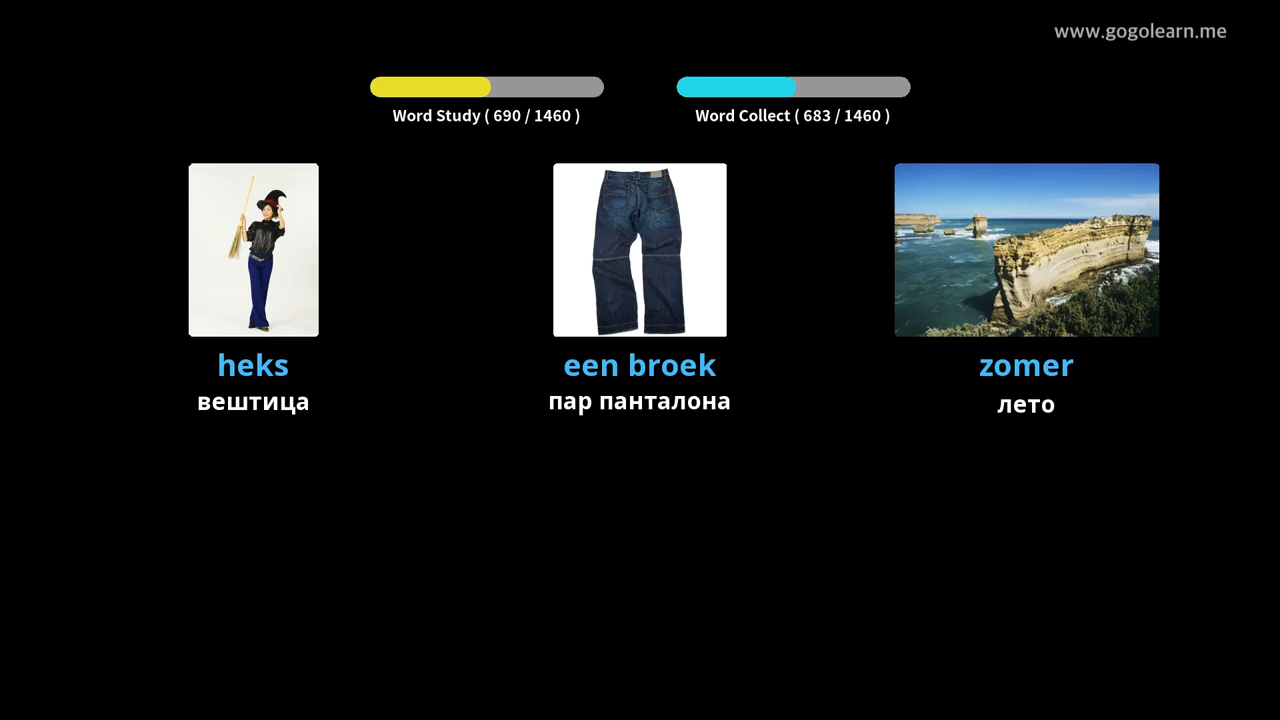 www.gogolearn.me
Word Study ( 690 / 1460 )
Word Collect ( 683 / 1460 )
heks
een broek
zomer
вештица
пар панталона
лето